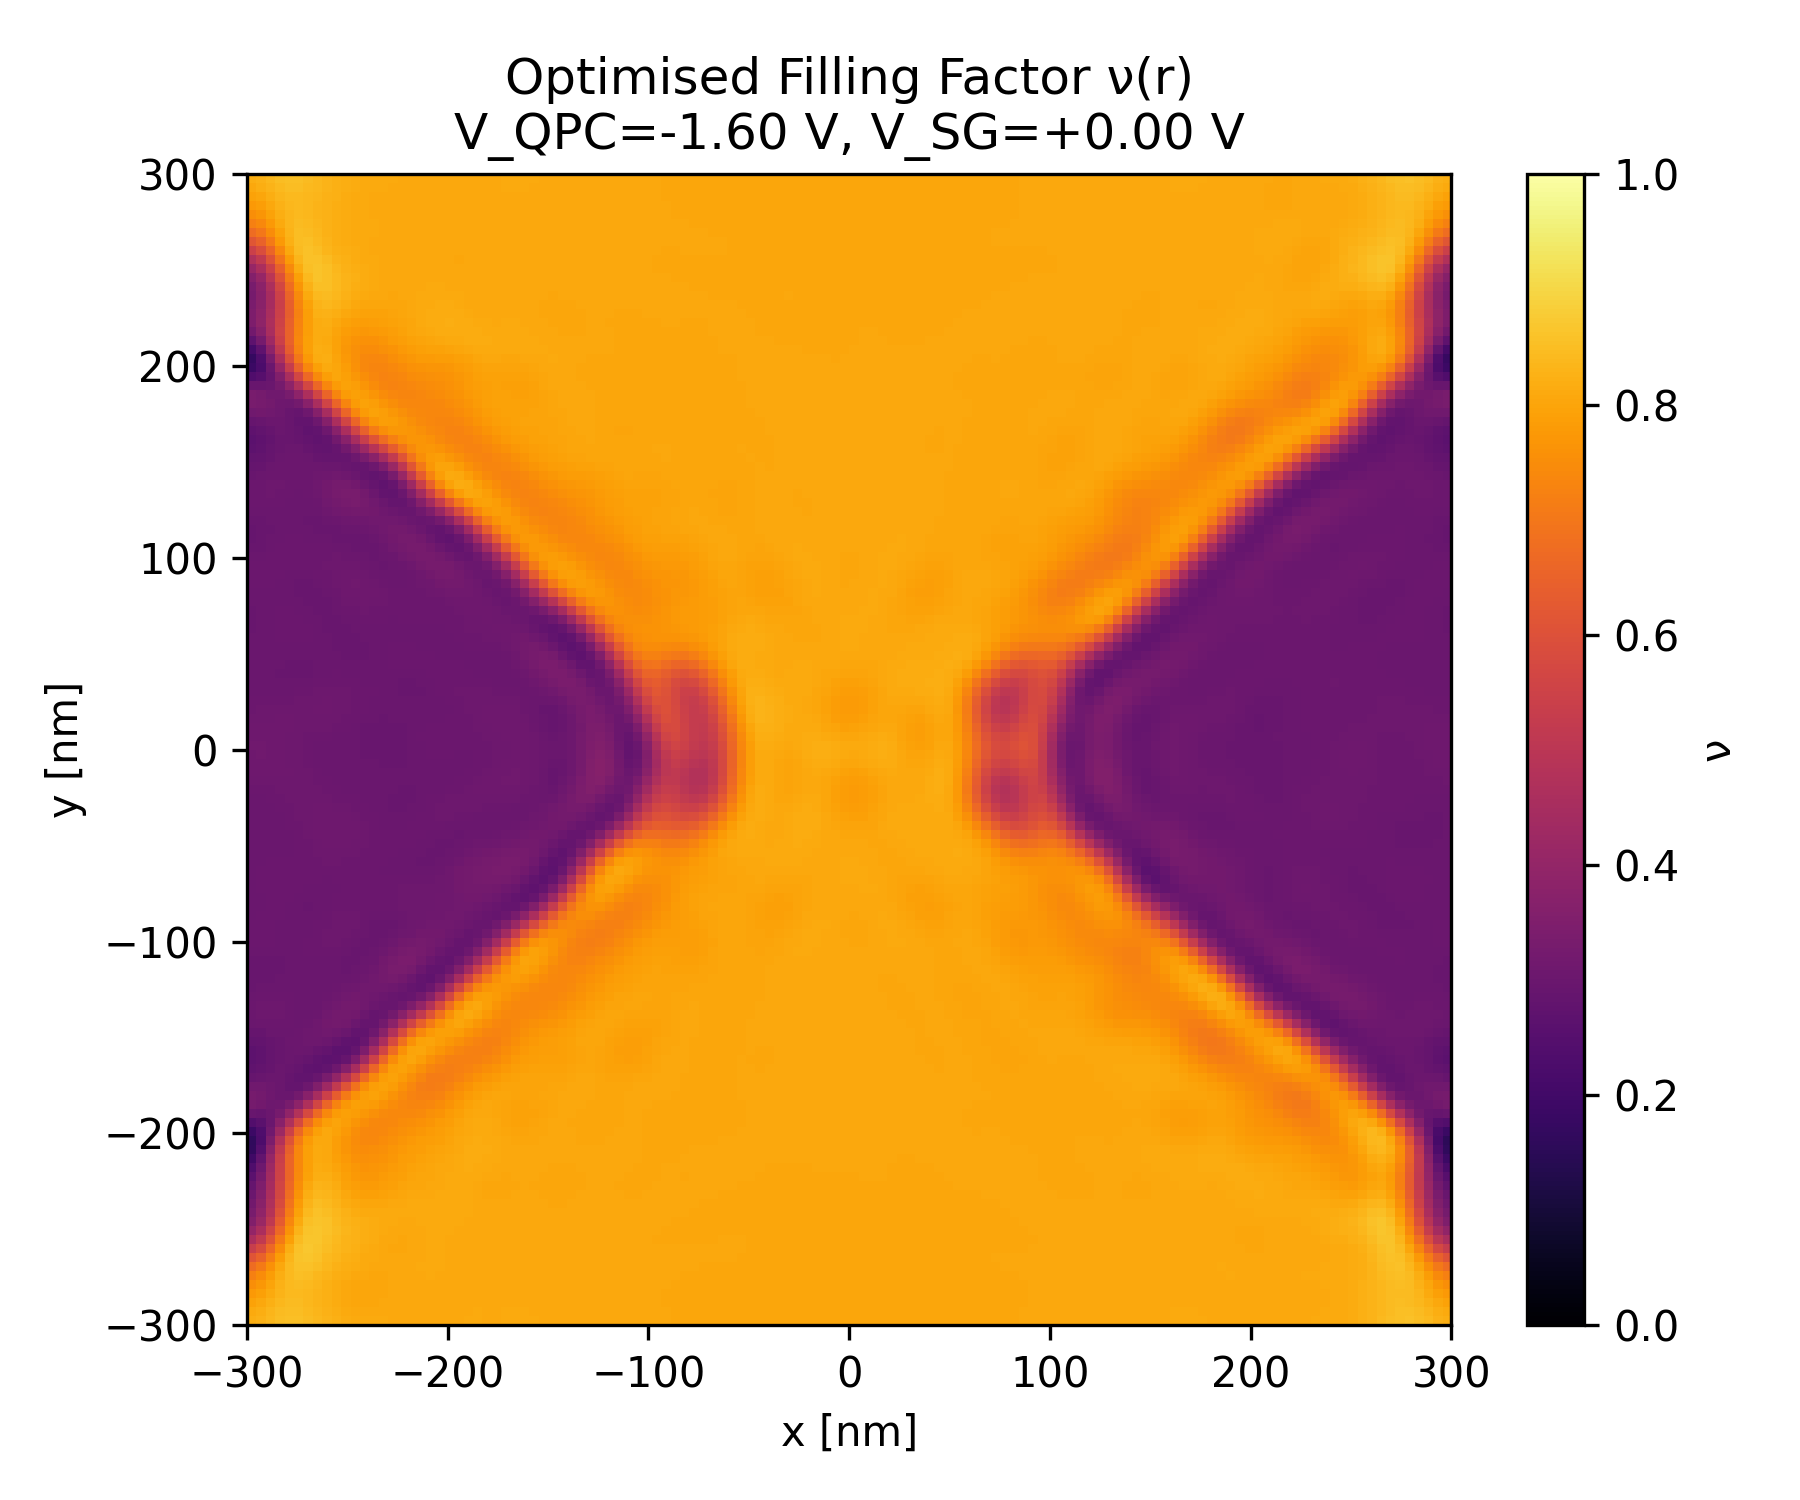 Optimised Filling Factor ν(r)
V_QPC=-1.60 V, V_SG=+0.00 V
300
200
100
0
−100
−200
−300
y [nm]
−300 −200 −100 0 100 200 300
x [nm]
1.0
0.8
0.6
0.4
0.2
0.0
ν